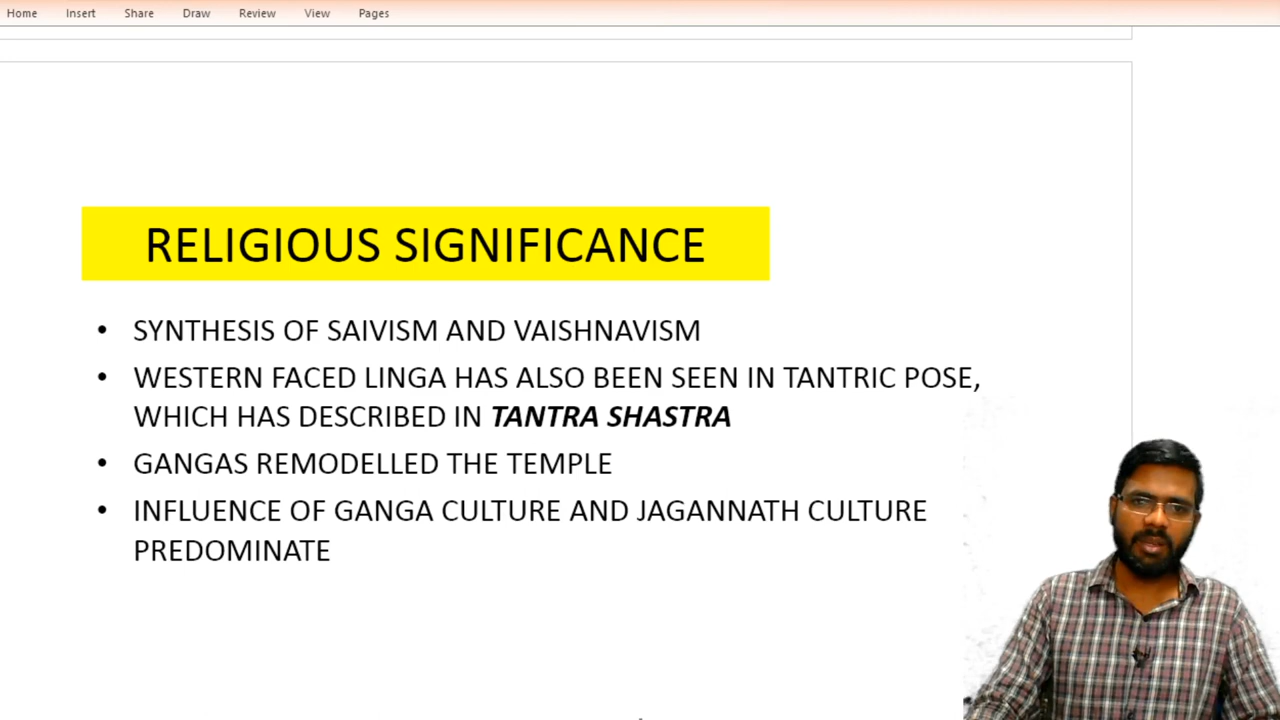 Home Insert Share Draw Review View Pages
RELIGIOUS SIGNIFICANCE
• SYNTHESIS OF SAIVISM AND VAISHNAVISM
• WESTERN FACED LINGA HAS ALSO BEEN SEEN IN TANTRIC POSE,
WHICH HAS DESCRIBED IN TANTRA SHASTRA
• GANGAS REMODELLED THE TEMPLE
• INFLUENCE OF GANGA CULTURE AND JAGANNATH CULTURE
PREDOMINATE